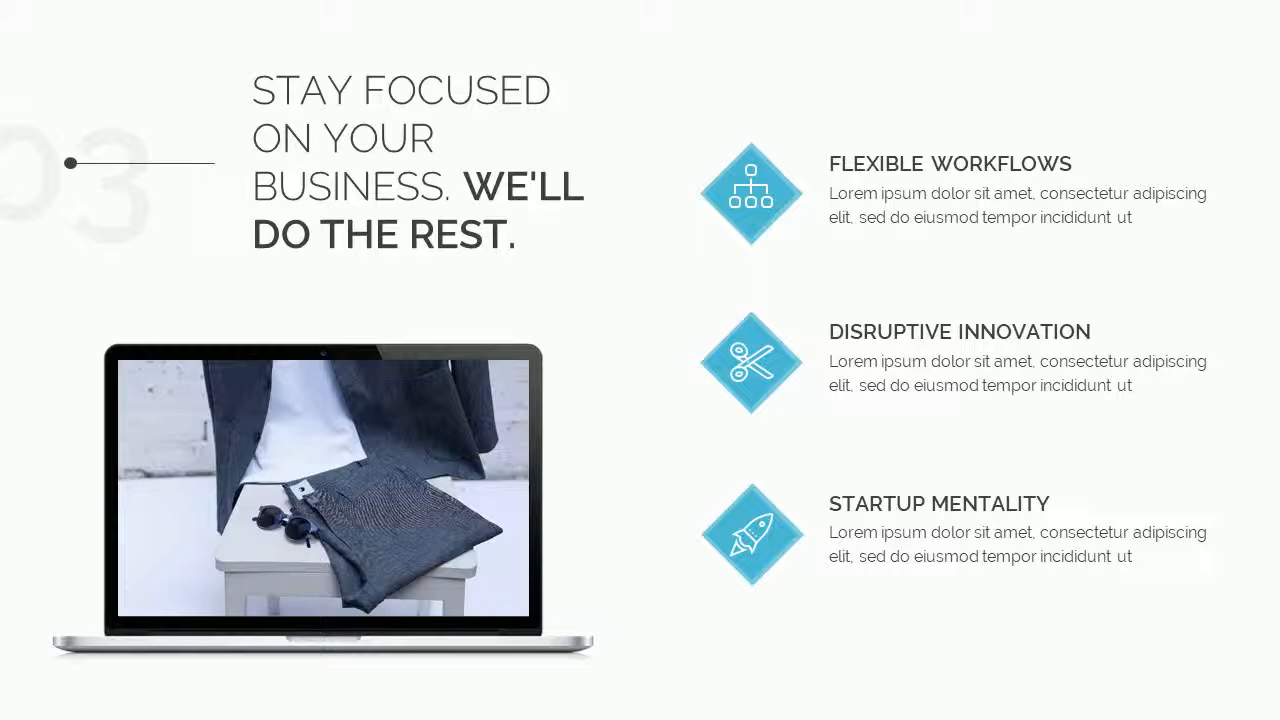 03
STAY FOCUSED
ON YOUR
BUSINESS. WE'LL
DO THE REST.
FLEXIBLE WORKFLOWS
Lorem ipsum dolor sit amet, consectetur adipiscing
elit, sed do eiusmod tempor incididunt ut
DISRUPTIVE INNOVATION
Lorem ipsum dolor sit amet, consectetur adipiscing
elit, sed do eiusmod tempor incididunt ut
STARTUP MENTALITY
Lorem ipsum dolor sit amet, consectetur adipiscing
elit, sed do eiusmod tempor incididunt ut